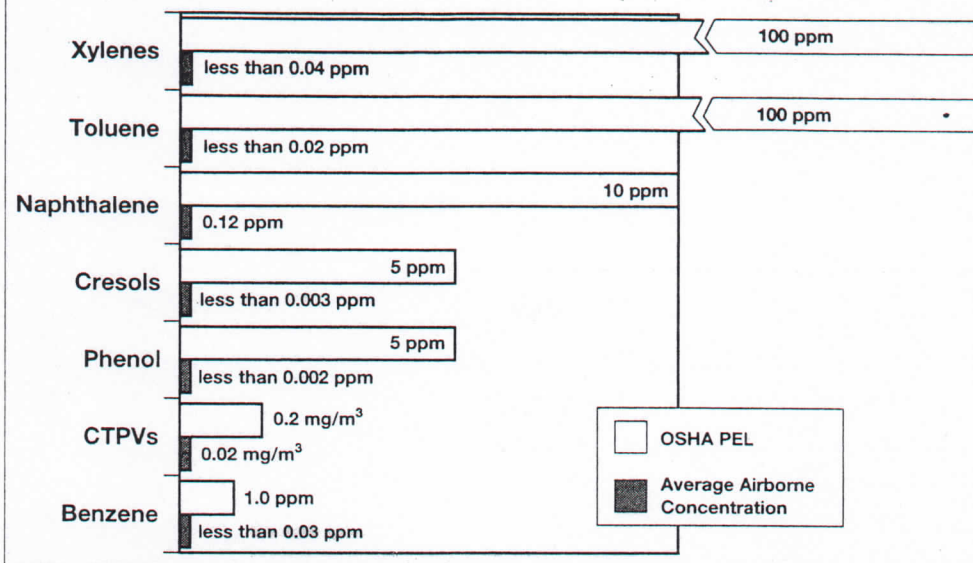 Xylenes
100 ppm
less than 0.04 ppm
Toluene
100 ppm
less than 0.02 ppm
Naphthalene
10 ppm
0.12 ppm
Cresols
5 ppm
less than 0.003 ppm
Phenol
5 ppm
less than 0.002 ppm
CTPVs
0.2 mg/m³
0.02 mg/m³
Benzene
1.0 ppm
less than 0.03 ppm
OSHA PEL
Average Airborne
Concentration